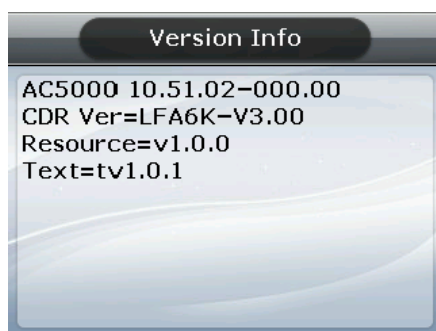 Version Info
AC5000 10.51.02-000.00
CDR Ver=LFA6K-V3.00
Resource=v1.0.0
Text=tv1.0.1